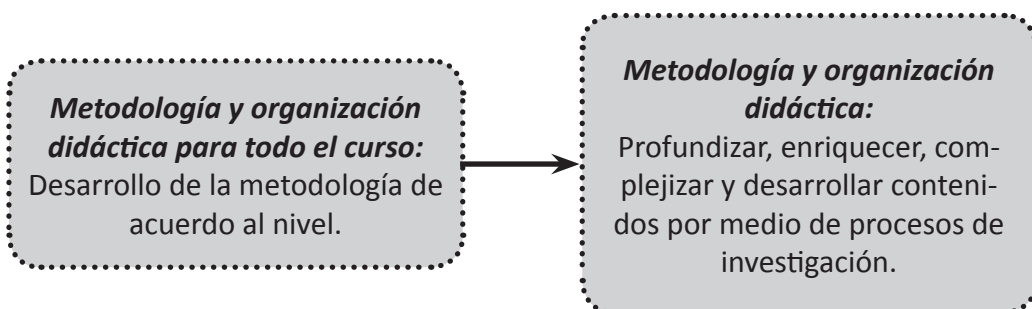 Metodología y organización
didáctica para todo el curso:
Desarrollo de la metodología de
acuerdo al nivel.
Metodología y organización
didáctica:
Profundizar, enriquecer, com-
plejizar y desarrollar conteni-
dos por medio de procesos de
investigación.